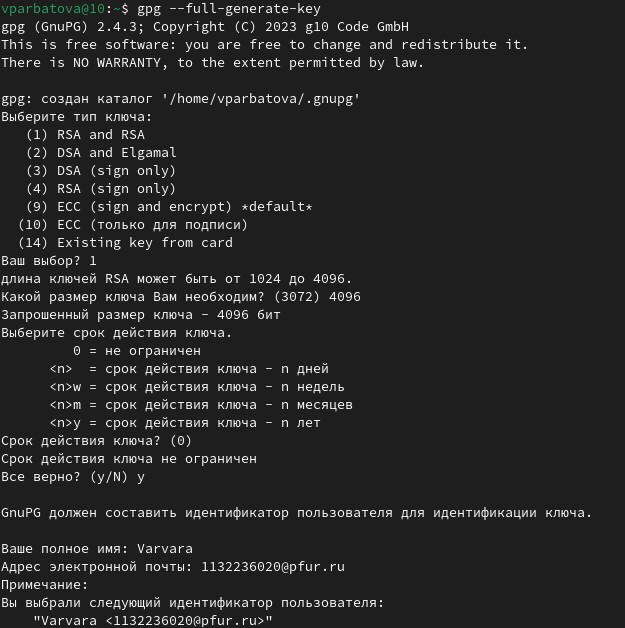 vparbatova@10:~$ gpg --full-generate-key
gpg (GnuPG) 2.4.3; Copyright (C) 2023 g10 Code GmbH
This is free software: you are free to change and redistribute it.
There is NO WARRANTY, to the extent permitted by law.

gpg: создан каталог '/home/vparbatova/.gnupg'
Выберите тип ключа:
   (1) RSA and RSA
   (2) DSA and Elgamal
   (3) DSA (sign only)
   (4) RSA (sign only)
   (9) ECC (sign and encrypt) *default*
  (10) ECC (только для подписи)
  (14) Existing key from card
Ваш выбор? 1
длина ключей RSA может быть от 1024 до 4096.
Какой размер ключа Вам необходим? (3072) 4096
Запрошенный размер ключа - 4096 бит
Выберите срок действия ключа.
         0 = не ограничен
      <n>  = срок действия ключа - n дней
      <n>w = срок действия ключа - n недель
      <n>m = срок действия ключа - n месяцев
      <n>y = срок действия ключа - n лет
Срок действия ключа? (0)
Срок действия ключа не ограничен
Все верно? (y/N) y

GnuPG должен составить идентификатор пользователя для идентификации ключа.

Ваше полное имя: Varvara
Адрес электронной почты: 1132236020@pfur.ru
Примечание:
Вы выбрали следующий идентификатор пользователя:
    "Varvara <1132236020@pfur.ru>"